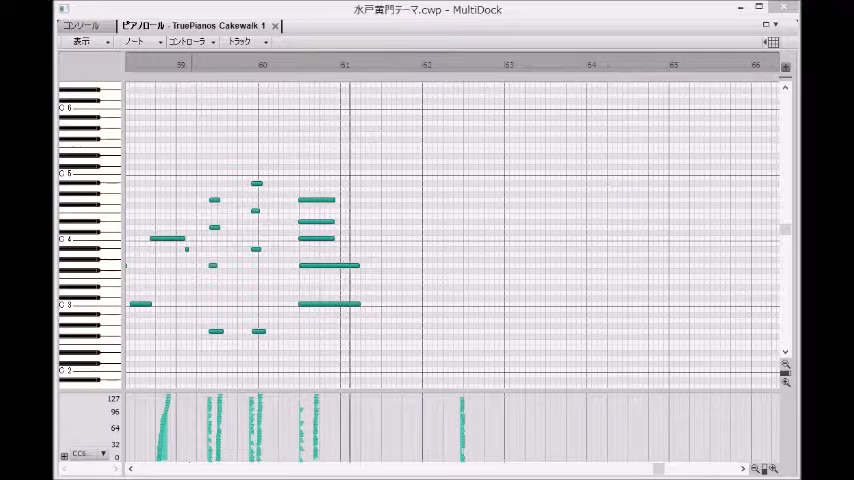 水戸黄門テーマ.cwp - MultiDock
コンソール
ピアノロール - TruePianos Cakewalk 1
表示 ノート コントローラ トラック
59 60 61 62 63 64 65 66
C 6
C 5
C 4
C 3
C 2
127
96
64
32
0
CC6...